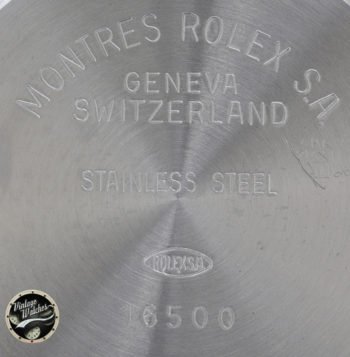 MONTRES ROLEX S.A.
GENEVA
SWITZERLAND
STAINLESS STEEL
ROLEX S.A
16500
Vintage
Watches